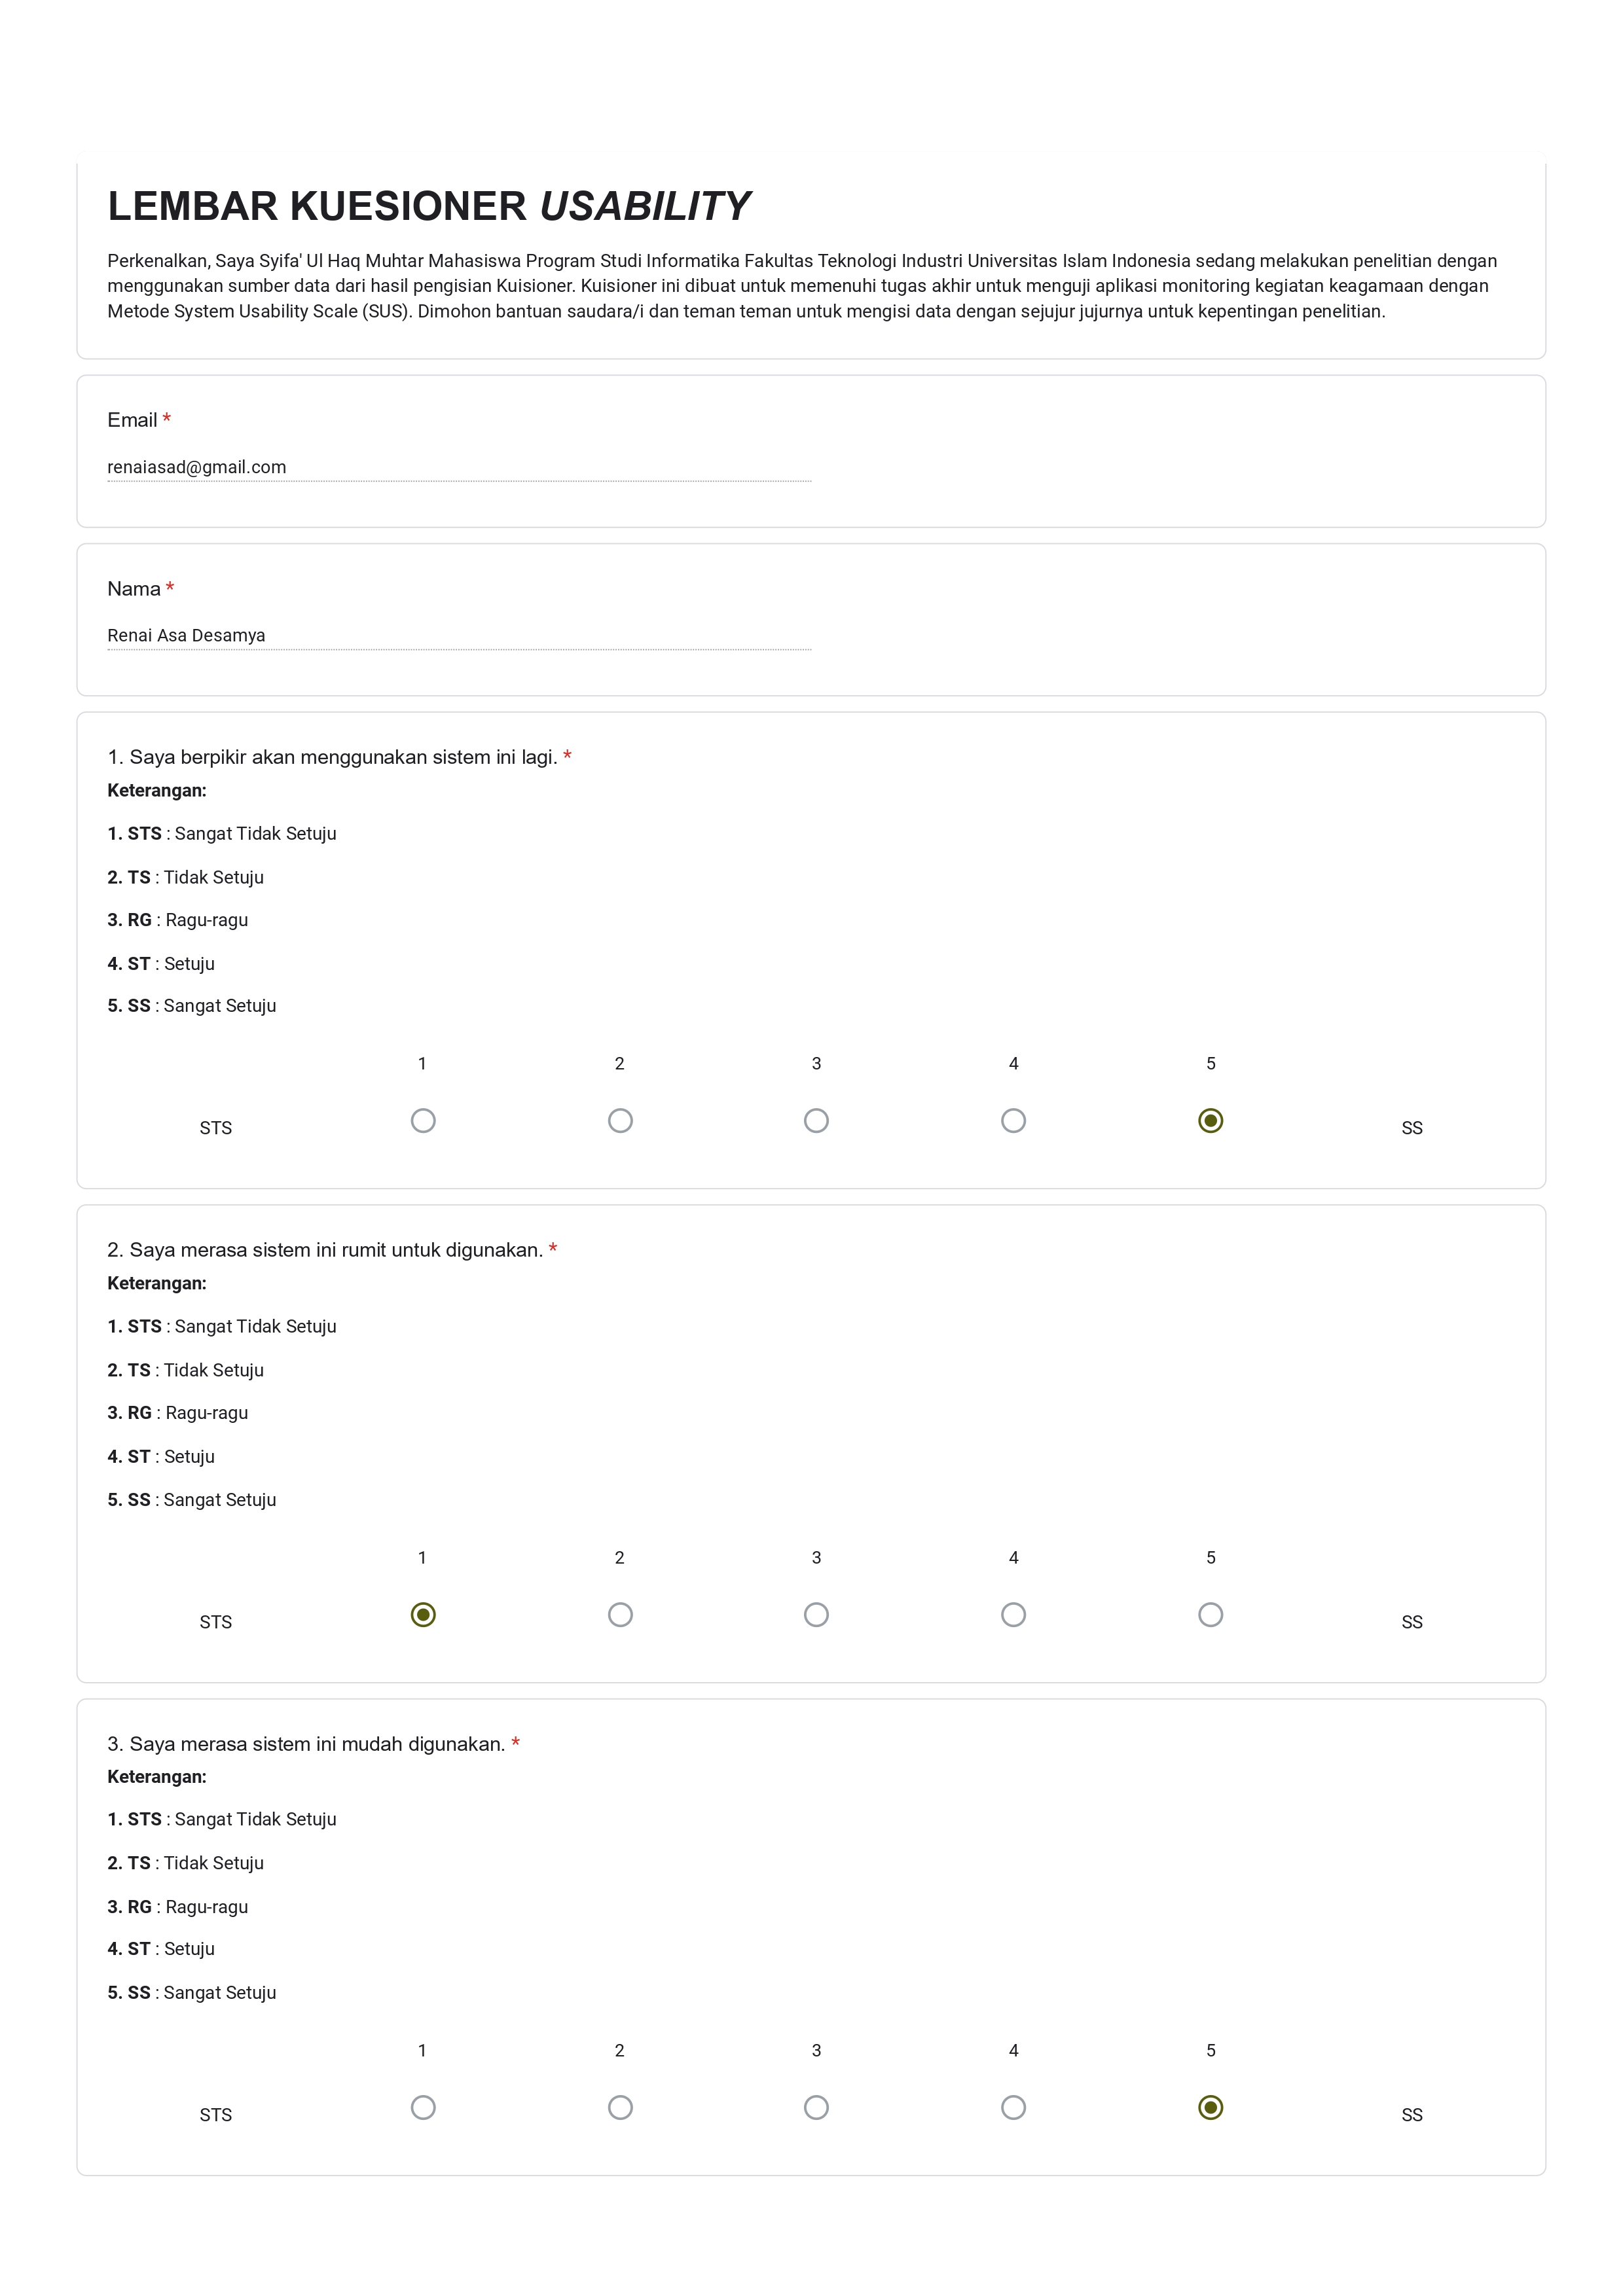 LEMBAR KUESIONER USABILITY
Perkenalkan, Saya Syifa' Ul Haq Muhtar Mahasiswa Program Studi Informatika Fakultas Teknologi Industri Universitas Islam Indonesia sedang melakukan penelitian dengan
menggunakan sumber data dari hasil pengisian Kuisioner. Kuisioner ini dibuat untuk memenuhi tugas akhir untuk menguji aplikasi monitoring kegiatan keagamaan dengan
Metode System Usability Scale (SUS). Dimohon bantuan saudara/i dan teman teman untuk mengisi data dengan sejujur jujurnya untuk kepentingan penelitian.
Email *
renaiasad@gmail.com
Nama *
Renai Asa Desamya
1. Saya berpikir akan menggunakan sistem ini lagi. *
Keterangan:
1. STS : Sangat Tidak Setuju
2. TS : Tidak Setuju
3. RG : Ragu-ragu
4. ST : Setuju
5. SS : Sangat Setuju
1 2 3 4 5
STS SS
2. Saya merasa sistem ini rumit untuk digunakan. *
Keterangan:
1. STS : Sangat Tidak Setuju
2. TS : Tidak Setuju
3. RG : Ragu-ragu
4. ST : Setuju
5. SS : Sangat Setuju
1 2 3 4 5
STS SS
3. Saya merasa sistem ini mudah digunakan. *
Keterangan:
1. STS : Sangat Tidak Setuju
2. TS : Tidak Setuju
3. RG : Ragu-ragu
4. ST : Setuju
5. SS : Sangat Setuju
1 2 3 4 5
STS SS